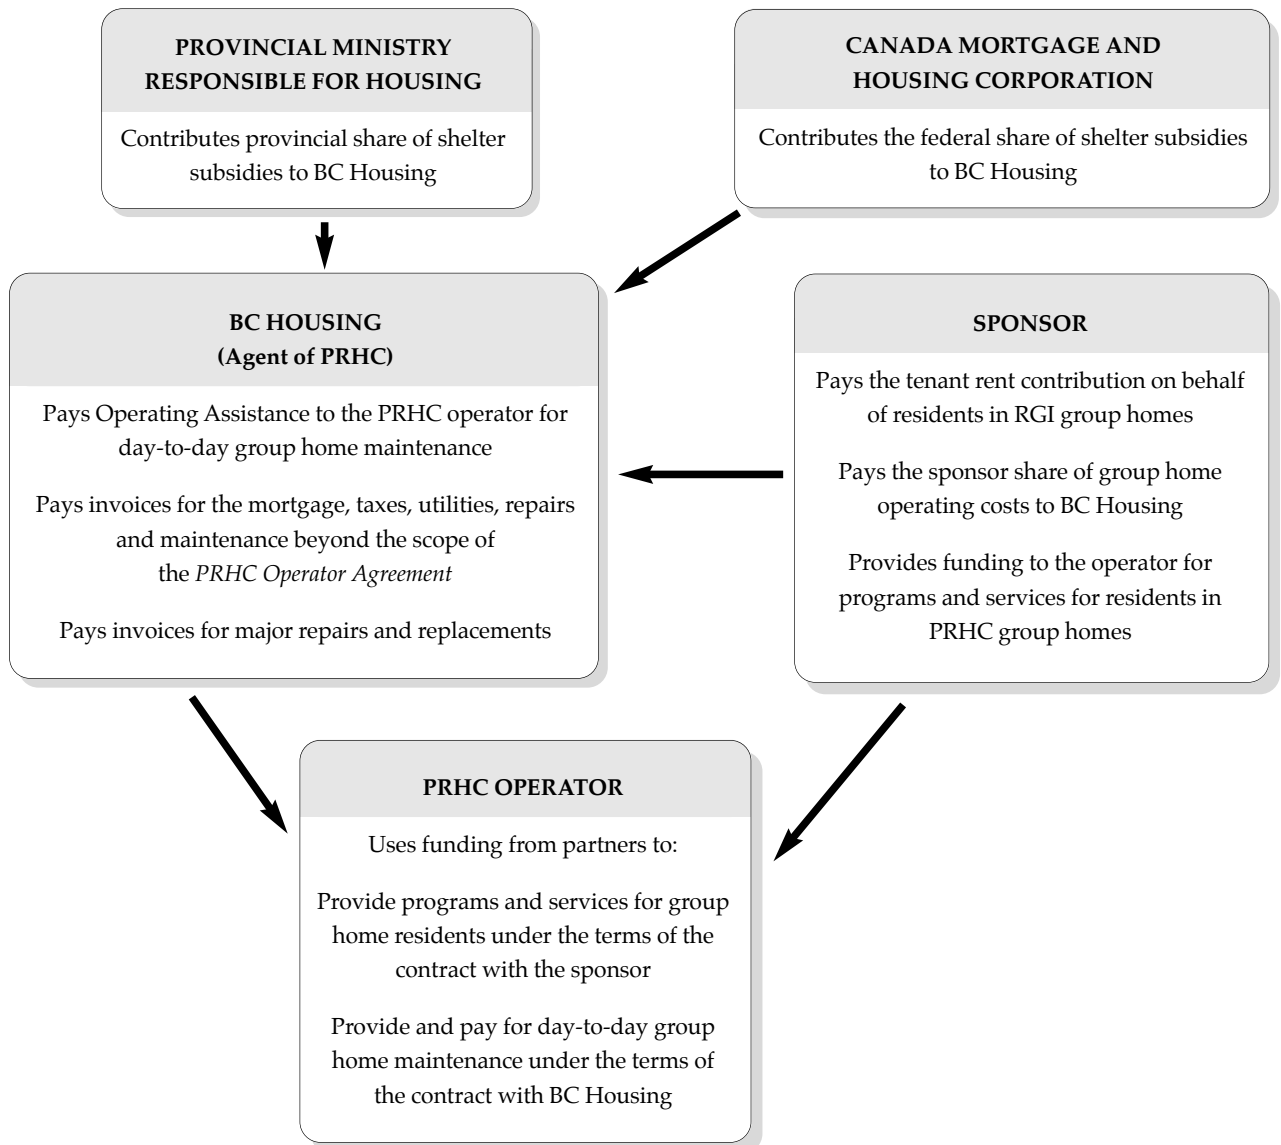 PROVINCIAL MINISTRY
RESPONSIBLE FOR HOUSING
Contributes provincial share of shelter
subsidies to BC Housing
CANADA MORTGAGE AND
HOUSING CORPORATION
Contributes the federal share of shelter subsidies
to BC Housing
BC HOUSING
(Agent of PRHC)
Pays Operating Assistance to the PRHC operator for
day-to-day group home maintenance
Pays invoices for the mortgage, taxes, utilities, repairs
and maintenance beyond the scope of
the PRHC Operator Agreement
Pays invoices for major repairs and replacements
SPONSOR
Pays the tenant rent contribution on behalf
of residents in RGI group homes
Pays the sponsor share of group home
operating costs to BC Housing
Provides funding to the operator for
programs and services for residents in
PRHC group homes
PRHC OPERATOR
Uses funding from partners to:
Provide programs and services for group
home residents under the terms of the
contract with the sponsor
Provide and pay for day-to-day group
home maintenance under the terms of
the contract with BC Housing